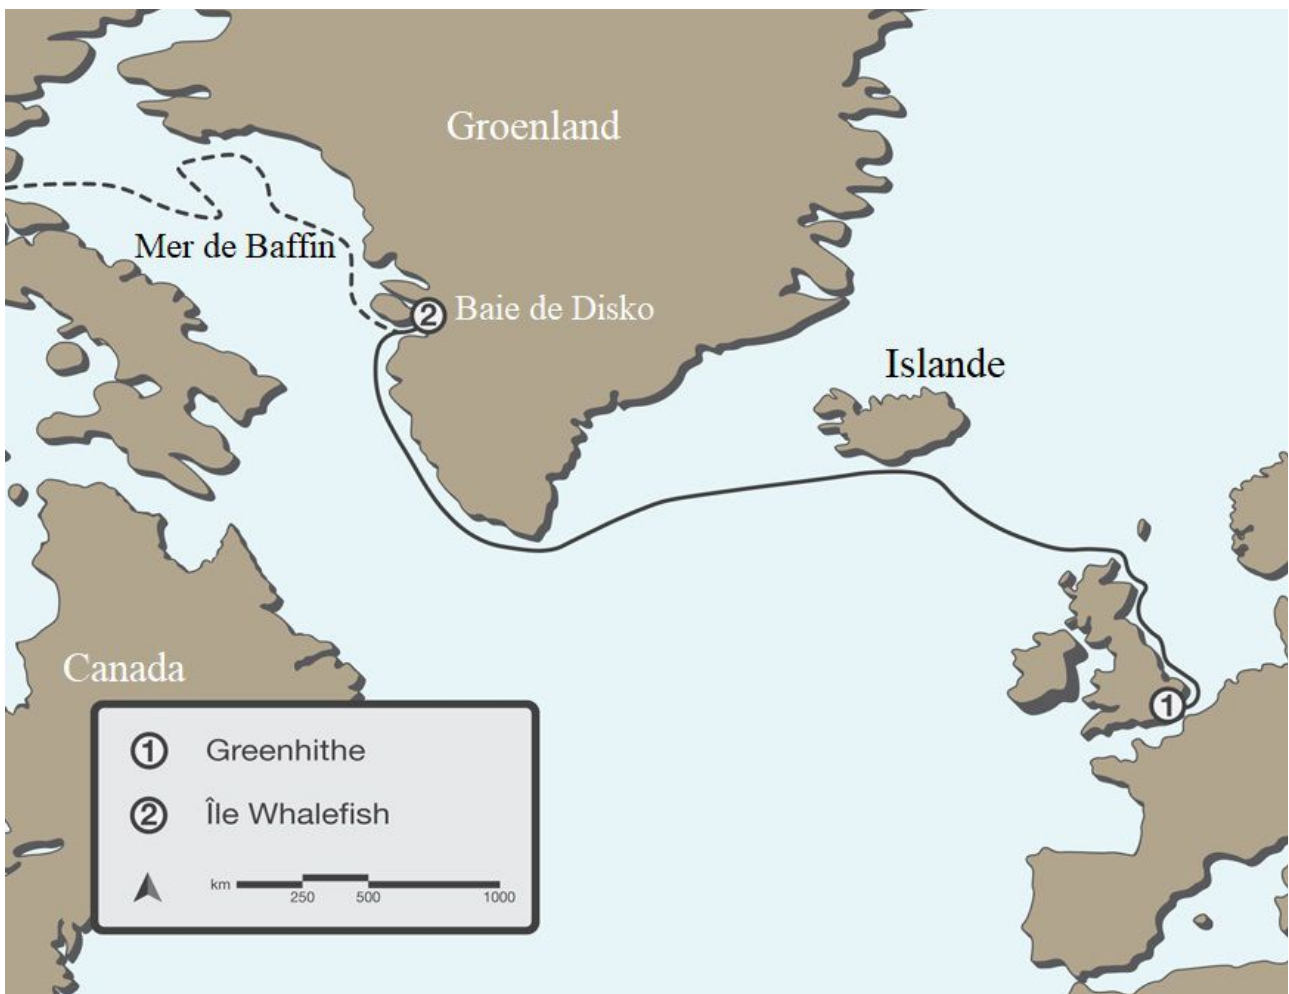 Groenland
Mer de Baffin
2 Baie de Disko
Islande
Canada
1
1 Greenhithe
2 Île Whalefish
km
250 500 1000